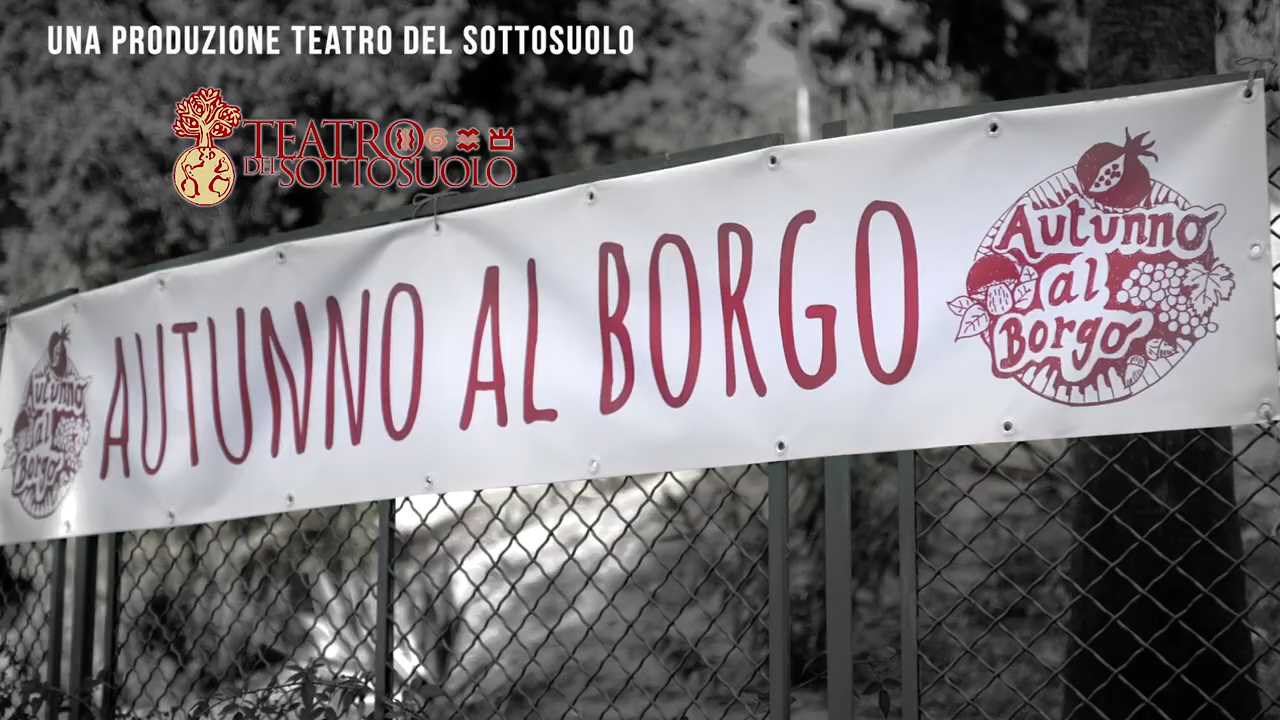 UNA PRODUZIONE TEATRO DEL SOTTOSUOLO
TEATRO
DEL SOTTOSUOLO
AUTUNNO AL BORGO
Autunno
al
Borgo
Autunno
al
Borgo